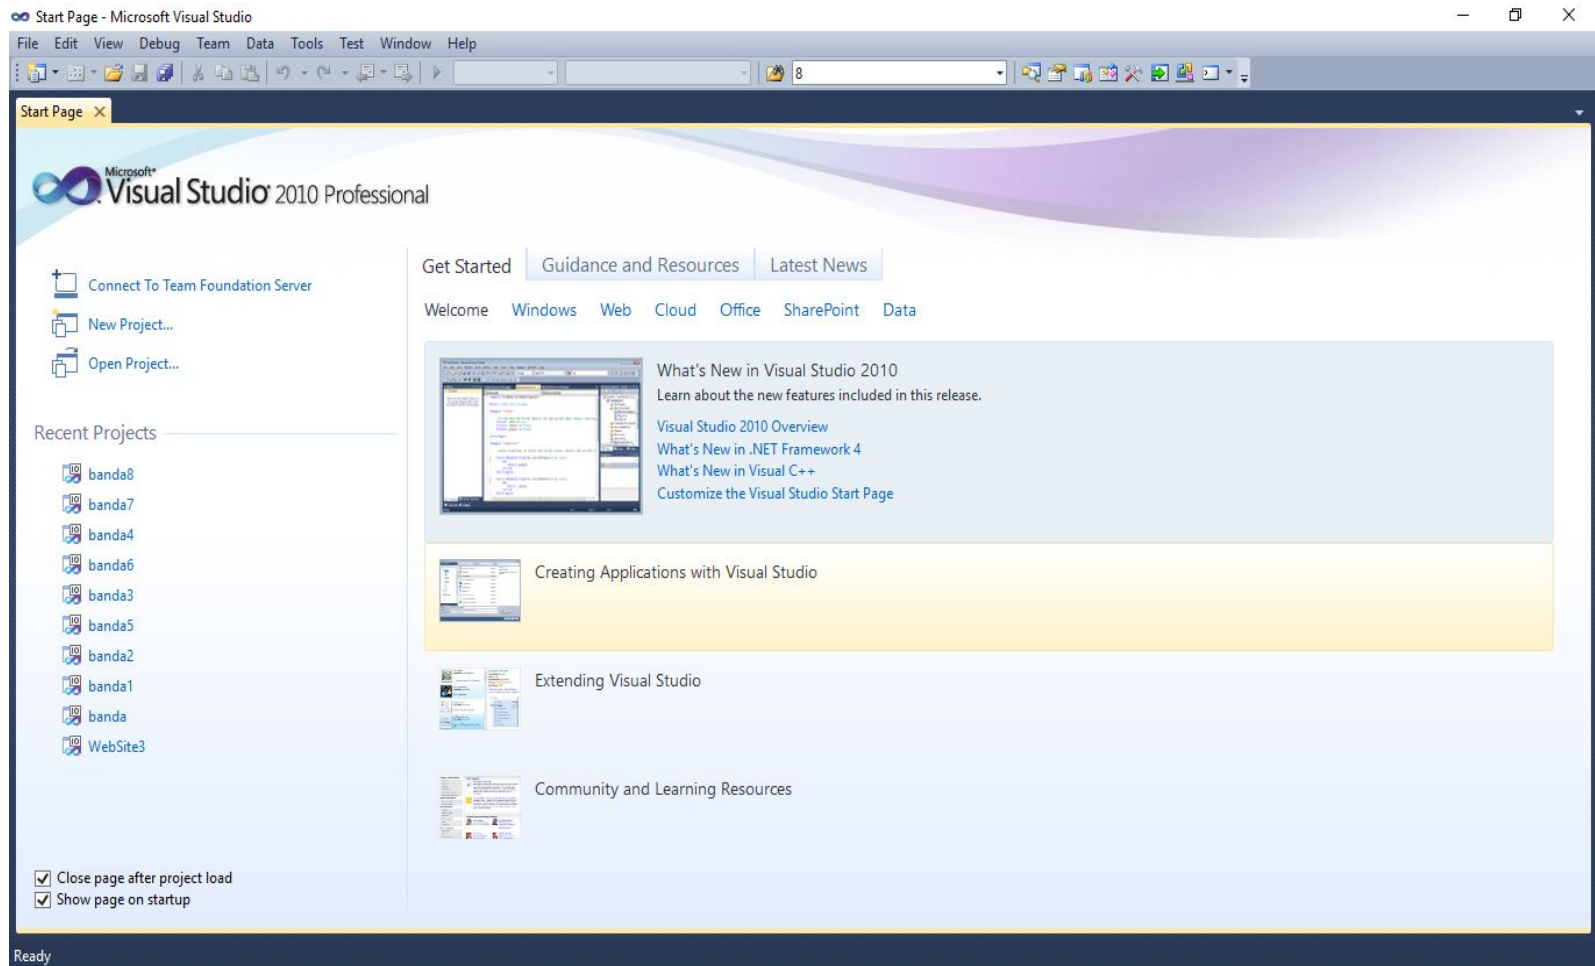 Start Page - Microsoft Visual Studio
File Edit View Debug Team Data Tools Test Window Help
8
Start Page
Microsoft®
Visual Studio® 2010 Professional
Connect To Team Foundation Server
New Project...
Open Project...
Recent Projects
banda8
banda7
banda4
banda6
banda3
banda5
banda2
banda1
banda
WebSite3
Close page after project load
Show page on startup
Get Started Guidance and Resources Latest News
Welcome Windows Web Cloud Office SharePoint Data
What's New in Visual Studio 2010
Learn about the new features included in this release.
Visual Studio 2010 Overview
What's New in .NET Framework 4
What's New in Visual C++
Customize the Visual Studio Start Page
Creating Applications with Visual Studio
Extending Visual Studio
Community and Learning Resources
Ready